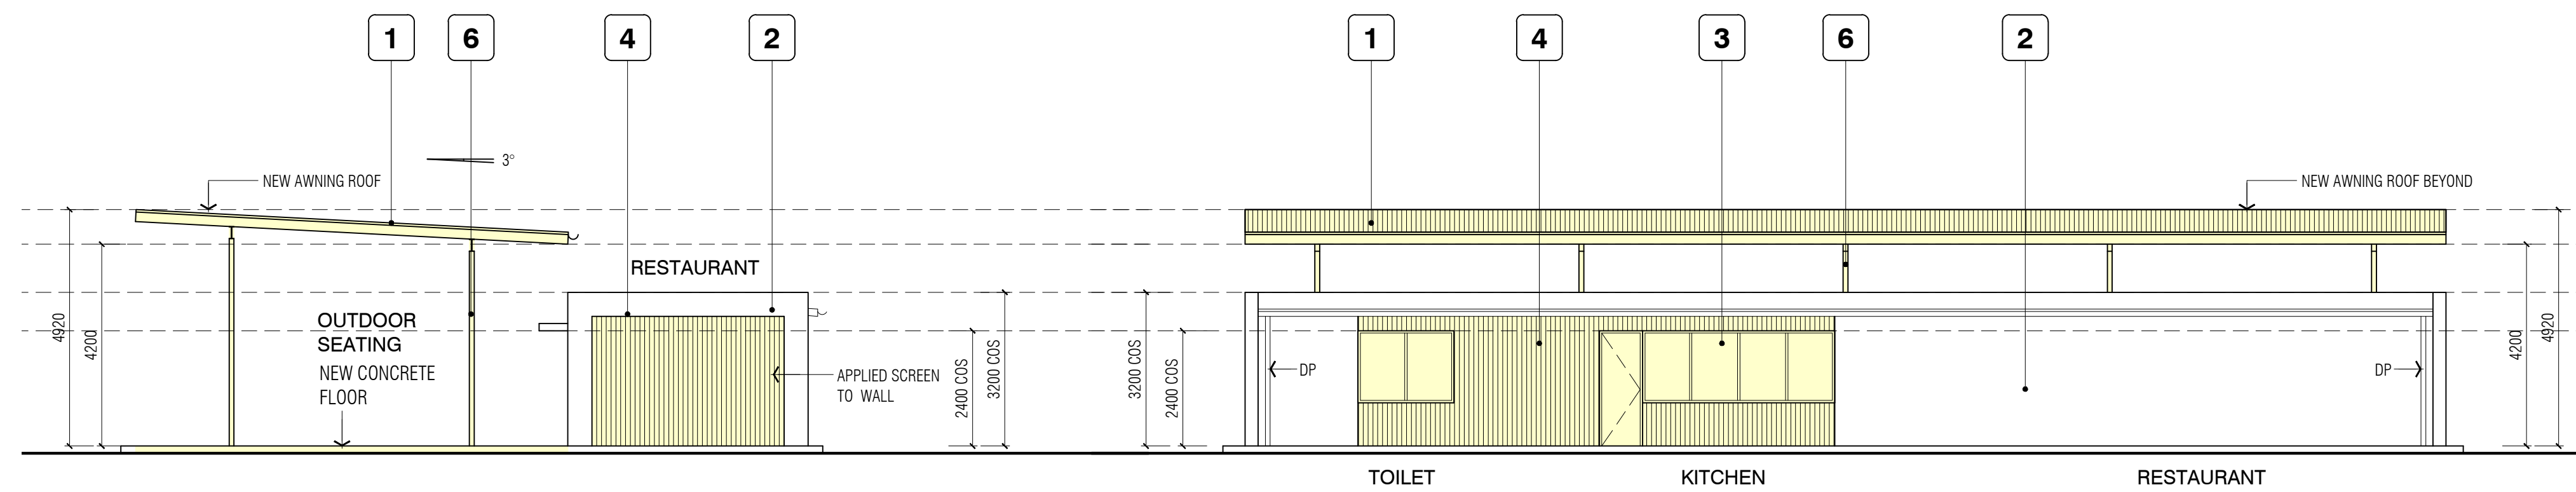 1
6
4
2
1
4
3
6
2
3°
NEW AWNING ROOF
NEW AWNING ROOF BEYOND
RESTAURANT
OUTDOOR
SEATING
NEW CONCRETE
FLOOR
4920
4200
APPLIED SCREEN
TO WALL
2400 COS
3200 COS
3200 COS
2400 COS
DP
DP
4200
4920
TOILET
KITCHEN
RESTAURANT